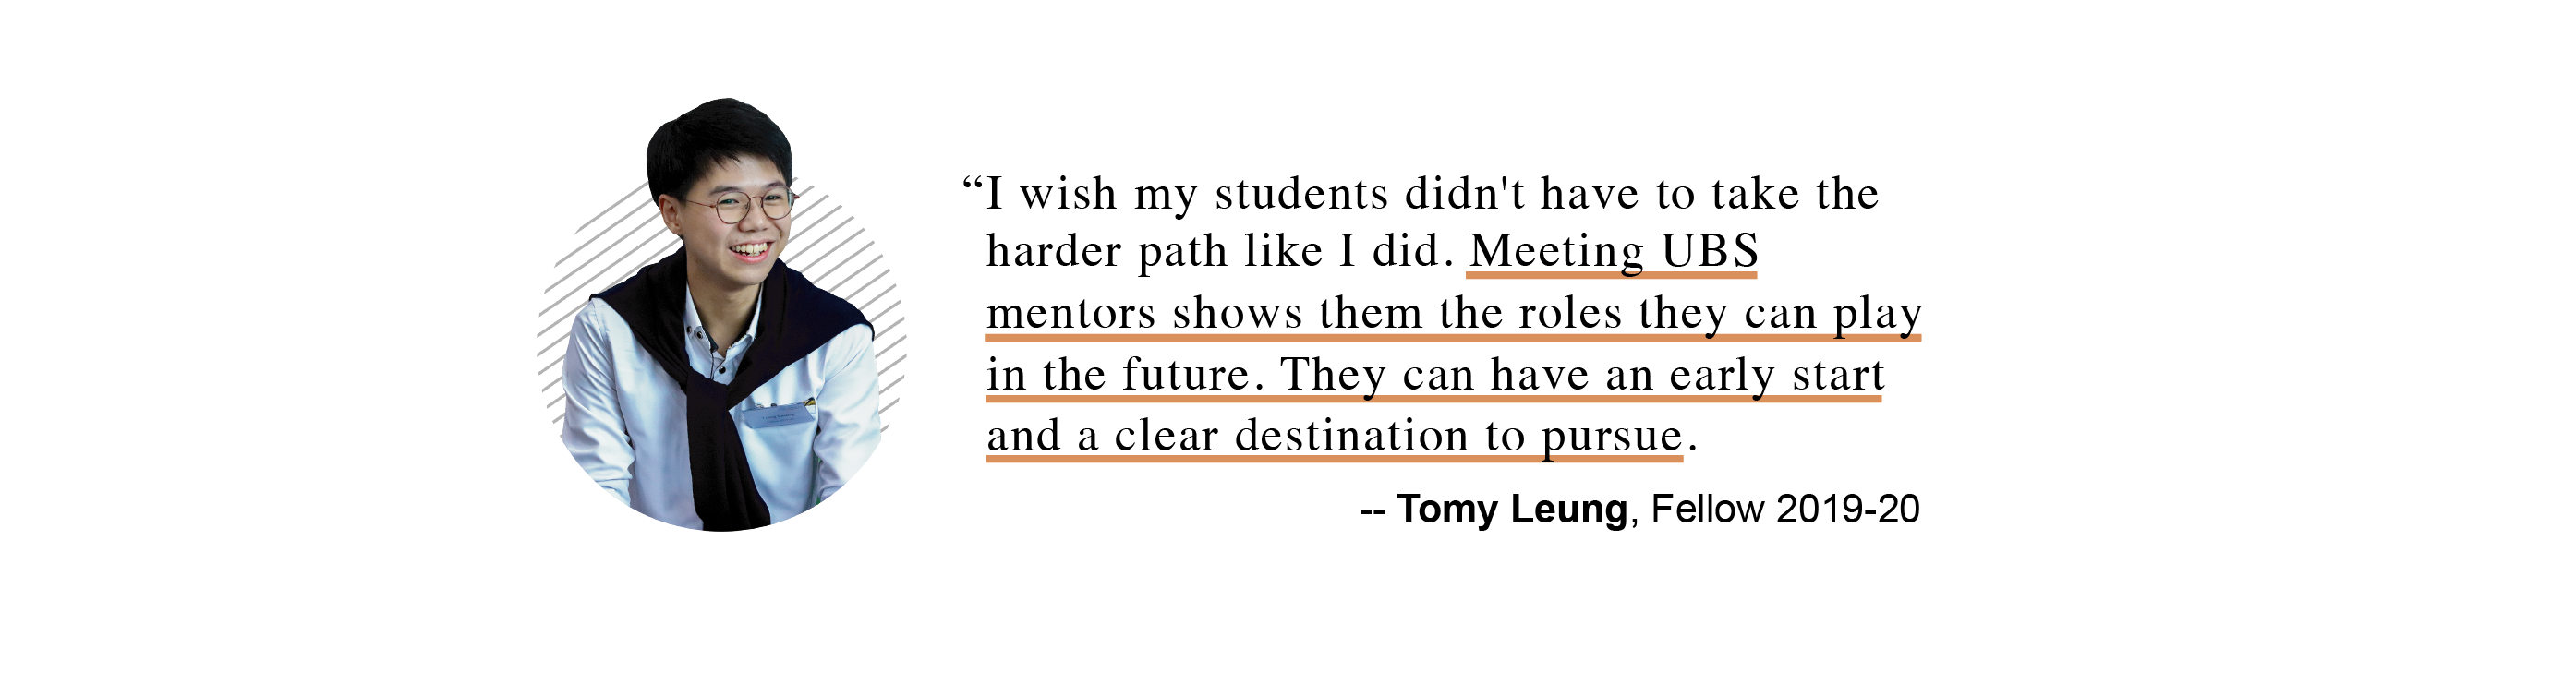 “I wish my students didn't have to take the
harder path like I did. Meeting UBS
mentors shows them the roles they can play
in the future. They can have an early start
and a clear destination to pursue.
-- Tomy Leung, Fellow 2019-20